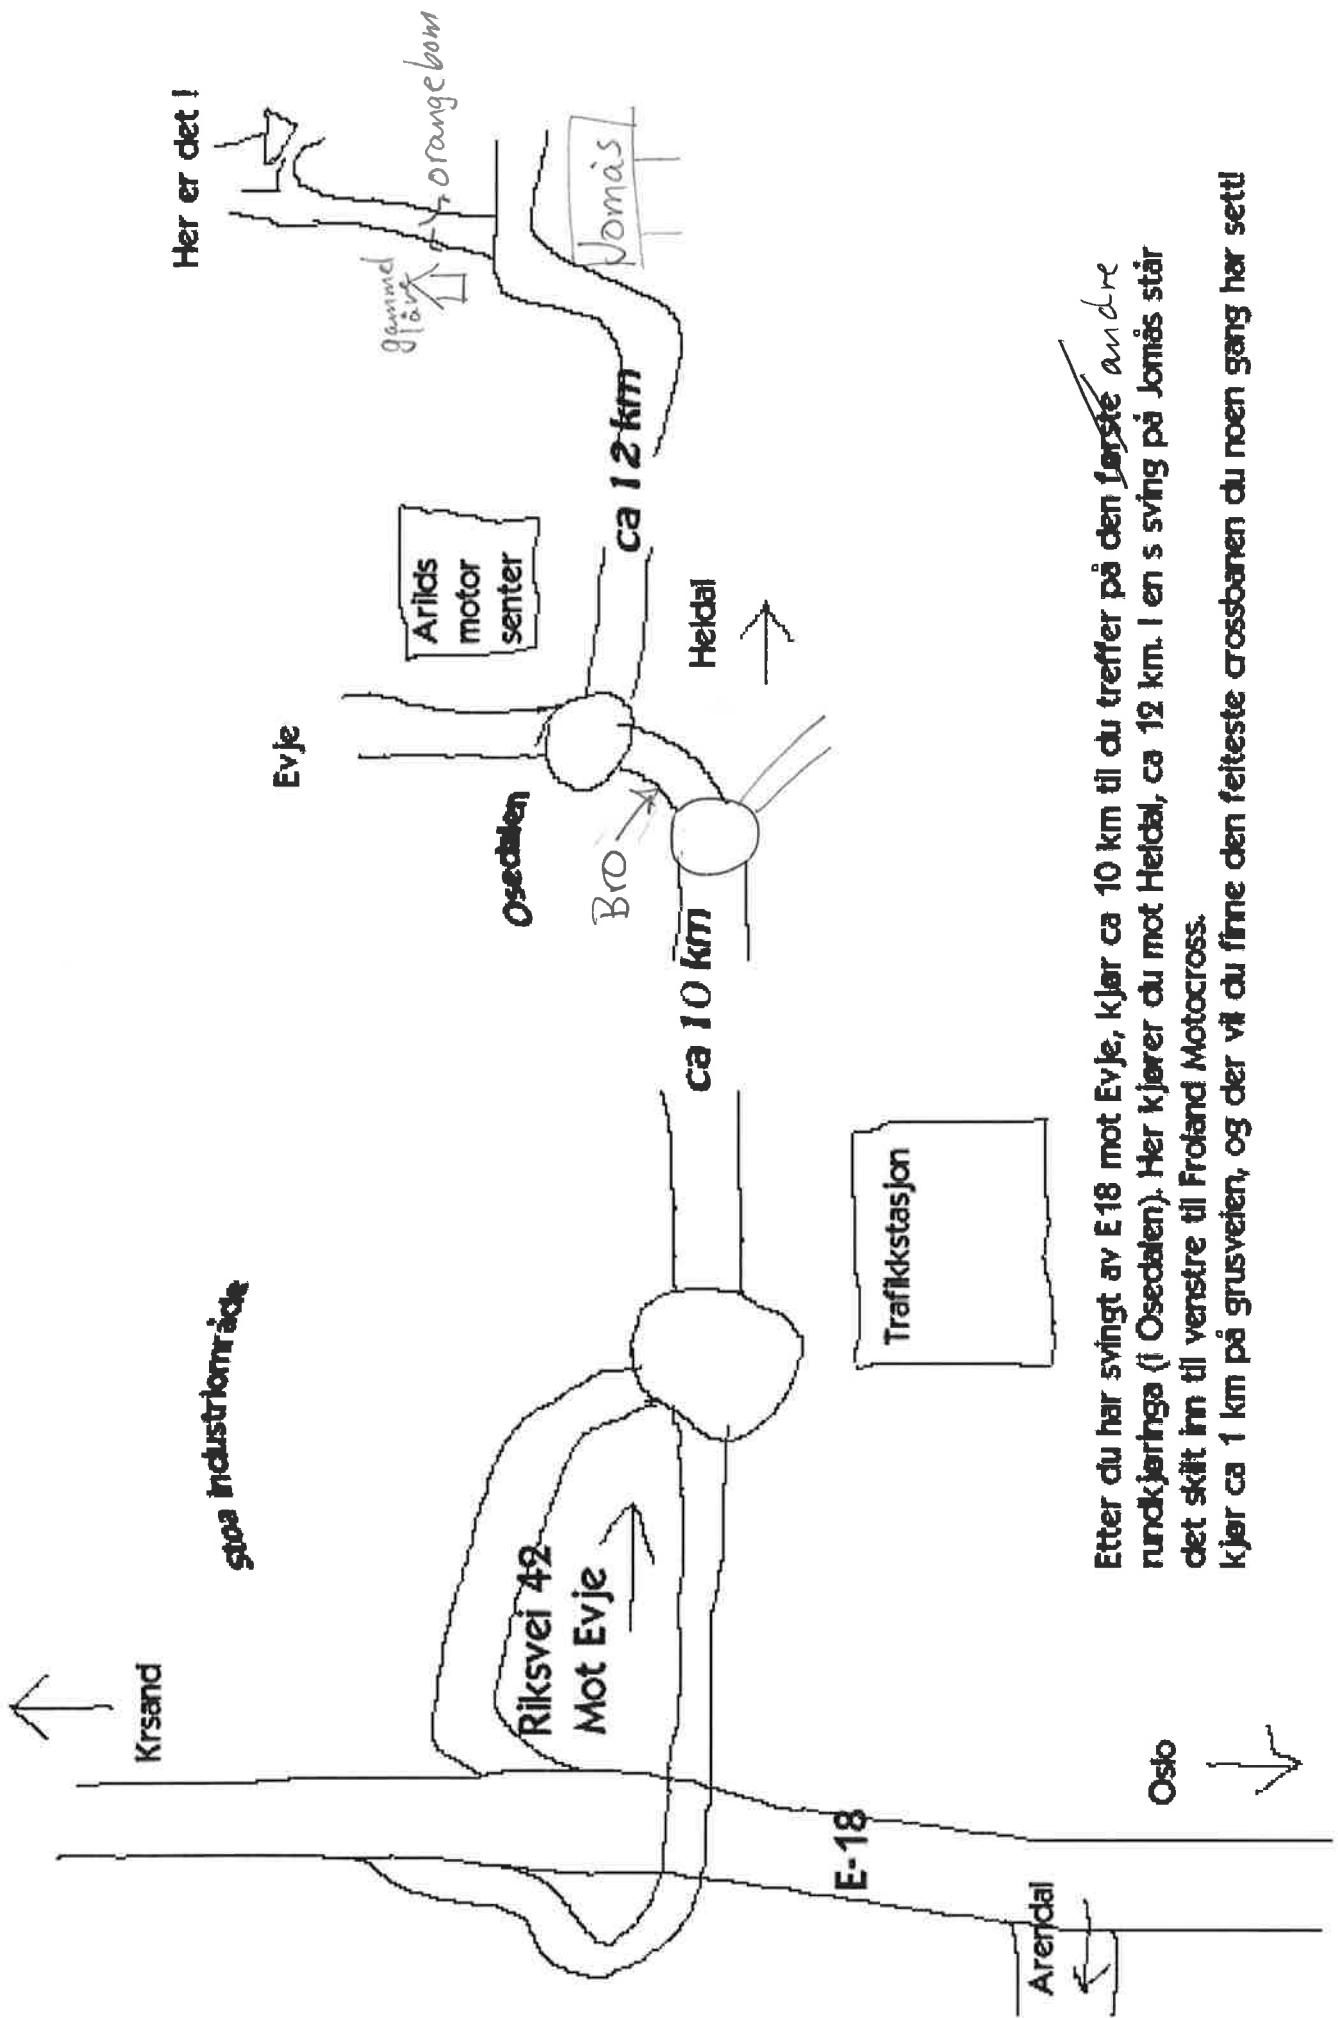 Krsand
Stoa industriområde
Riksvei 42
Mot Evje
E-18
Arendal
Oslo
Trafikkstasjon
ca 10 km
Bro
Osedalen
Evje
Arilds
motor
senter
Heldal
ca 12 km
gammel
låve
orangebom
Jomås
Her er det !
Etter du har svingt av E18 mot Evje, kjør ca 10 km til du treffer på den første andre
rundkjøringa (i Osedalen). Her kjører du mot Heldal, ca 12 km. I en s sving på Jomås står
det skilt inn til venstre til Froland Motocross.
kjør ca 1 km på grusveien, og der vil du finne den feiteste crossbanen du noen gang har sett!